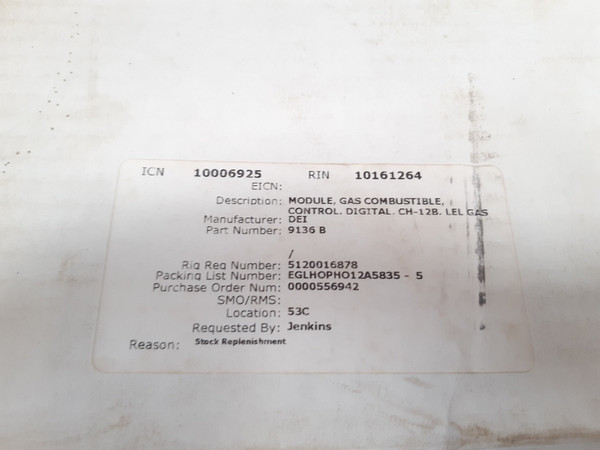 ICN 10006925 RIN 10161264
EICN:
Description: MODULE, GAS COMBUSTIBLE,
CONTROL. DIGITAL. CH-12B. LEL GAS
Manufacturer: DEI
Part Number: 9136 B
/
Rig Req Number: 5120016878
Packing List Number: EGLHOPHO12A5835 - 5
Purchase Order Num: 0000556942
SMO/RMS:
Location: 53C
Requested By: Jenkins
Reason: Stock Replenishment